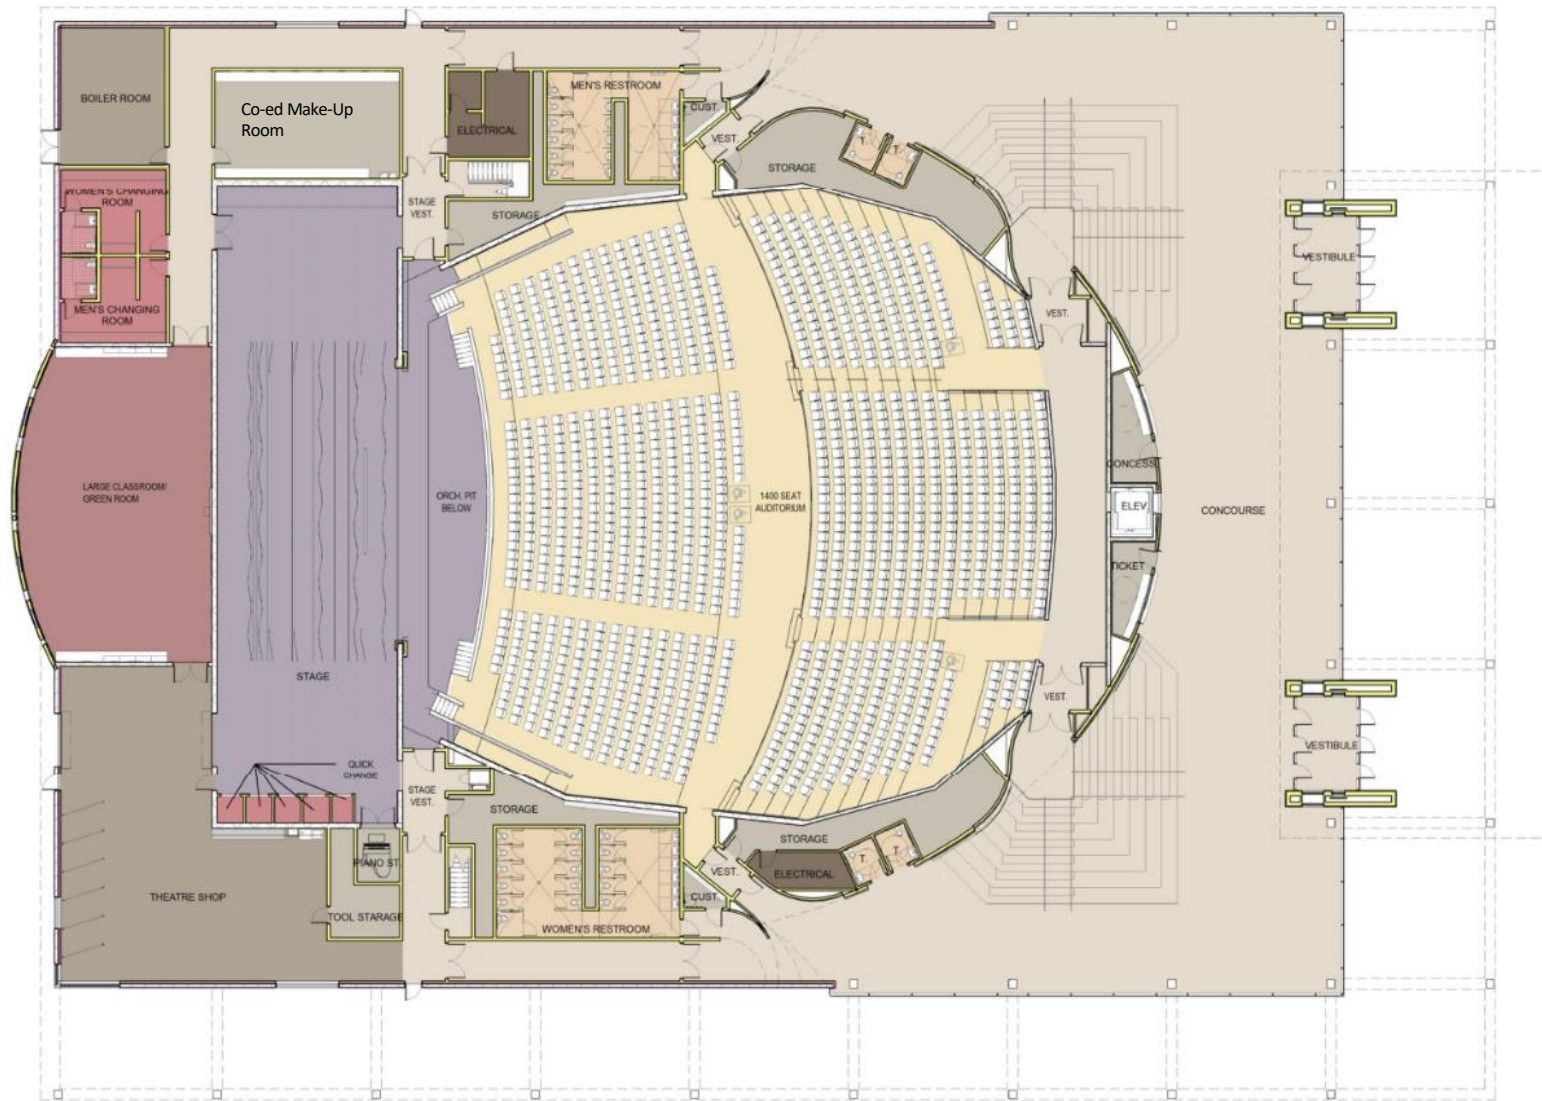 BOILER ROOM
Co-ed Make-Up
Room
ELECTRICAL
MEN'S RESTROOM
CUST.
VEST.
STORAGE
T.
T.
WOMEN'S CHANGING
ROOM
STAGE
VEST.
STORAGE
MEN'S CHANGING
ROOM
VESTIBULE
VEST.
LARGE CLASSROOM/
GREEN ROOM
ORCH. PIT
BELOW
1400 SEAT
AUDITORIUM
CONCESS
ELEV
CONCOURSE
TICKET
STAGE
VEST.
VESTIBULE
QUICK
CHANGE
STAGE
VEST.
STORAGE
STORAGE
T.
T.
PIANO ST.
VEST.
ELECTRICAL
THEATRE SHOP
CUST.
TOOL STARAGE
WOMEN'S RESTROOM